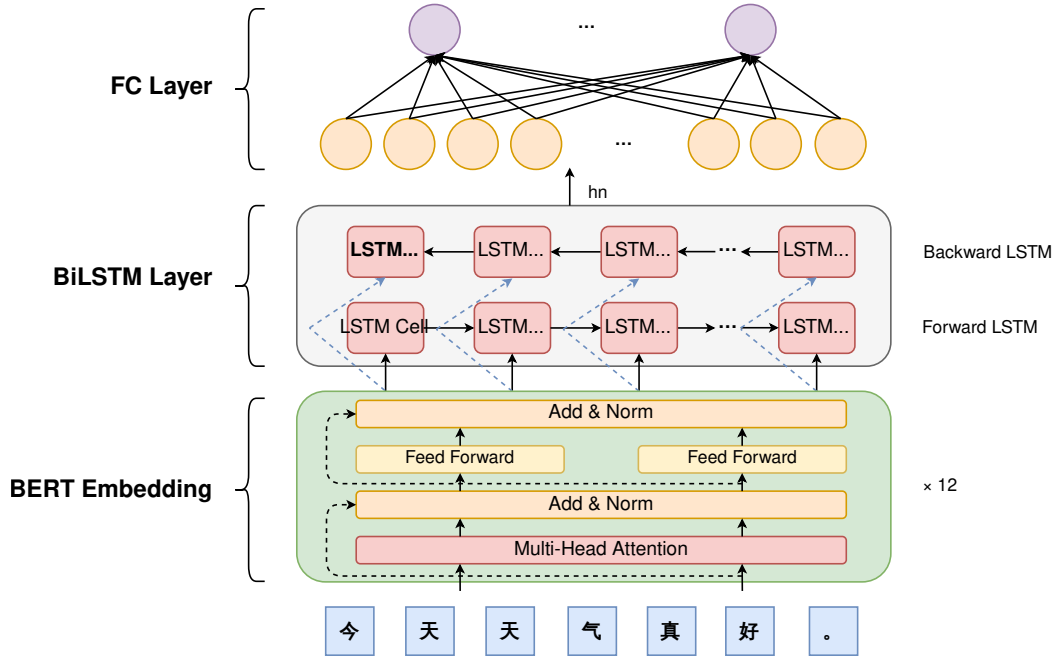 ...
FC Layer
...
hn
LSTM...
LSTM...
LSTM...
...
LSTM...
Backward LSTM
BiLSTM Layer
LSTM Cell
LSTM...
LSTM...
...
LSTM...
Forward LSTM
Add & Norm
Feed Forward
Feed Forward
BERT Embedding
× 12
Add & Norm
Multi-Head Attention
今 天 天 气 真 好 。